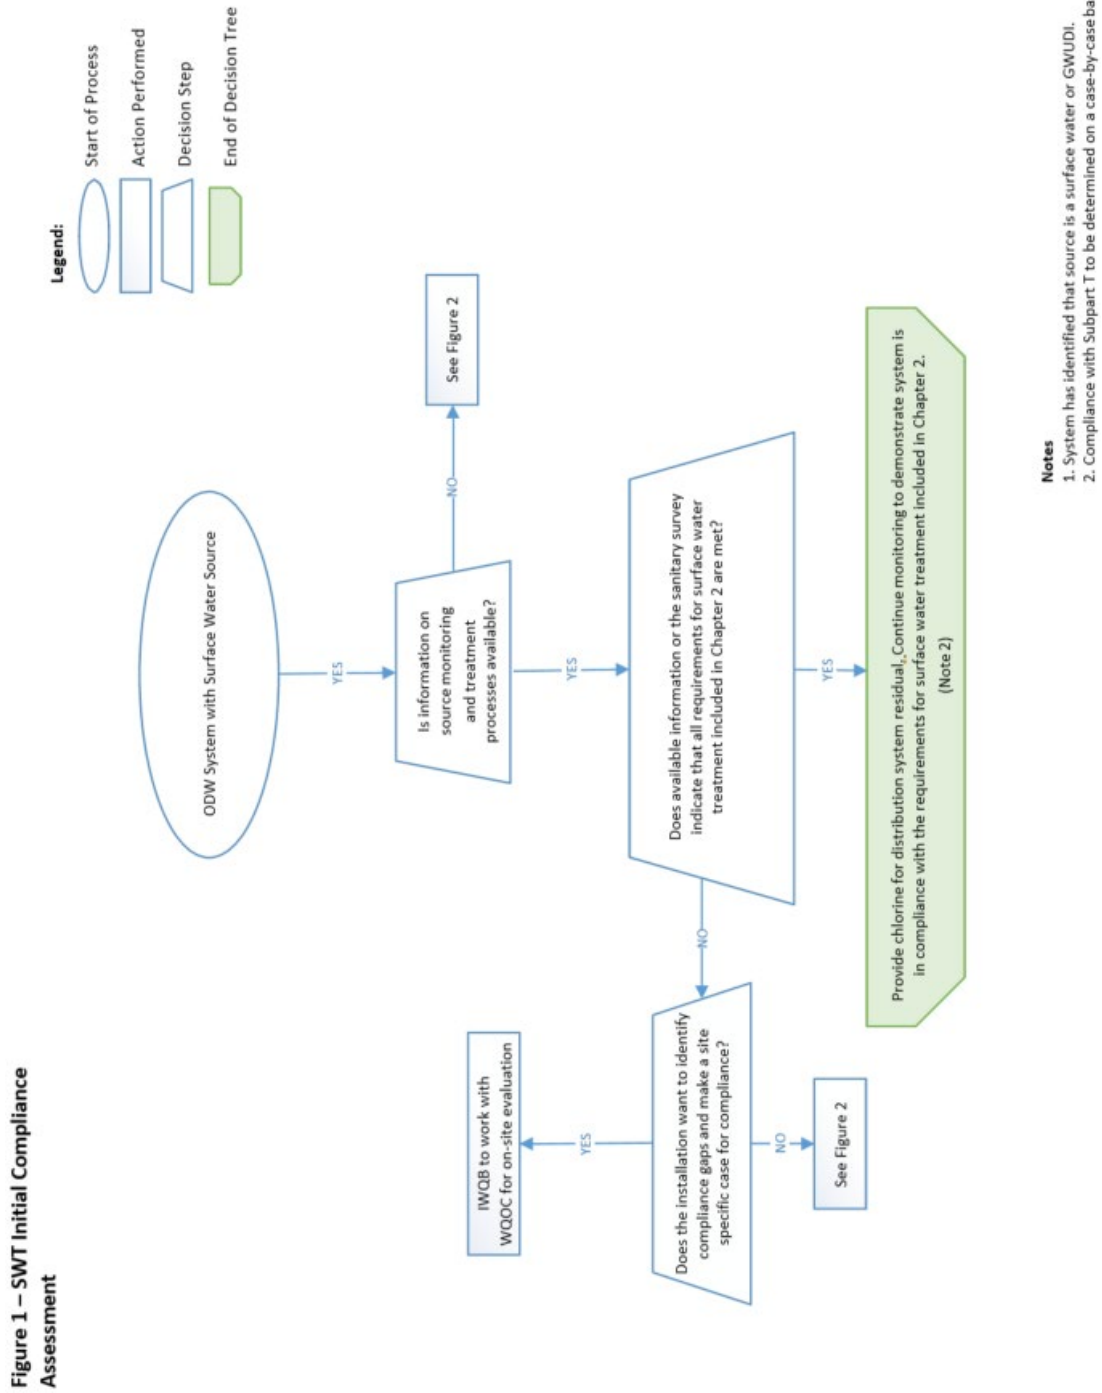 Figure 1 – SWT Initial Compliance
Assessment
Legend:
Start of Process
Action Performed
Decision Step
End of Decision Tree
ODW System with Surface Water Source
YES
Is information on
source monitoring
and treatment
processes available?
NO
See Figure 2
YES
Does available information or the sanitary survey
indicate that all requirements for surface water
treatment included in Chapter 2 are met?
NO
Does the installation want to identify
compliance gaps and make a site
specific case for compliance?
YES
IWQB to work with
WQOC for on-site evaluation
NO
See Figure 2
YES
Provide chlorine for distribution system residual. Continue monitoring to demonstrate system is
in compliance with the requirements for surface water treatment included in Chapter 2.
(Note 2)
Notes
1. System has identified that source is a surface water or GWUDI.
2. Compliance with Subpart T to be determined on a case-by-case ba